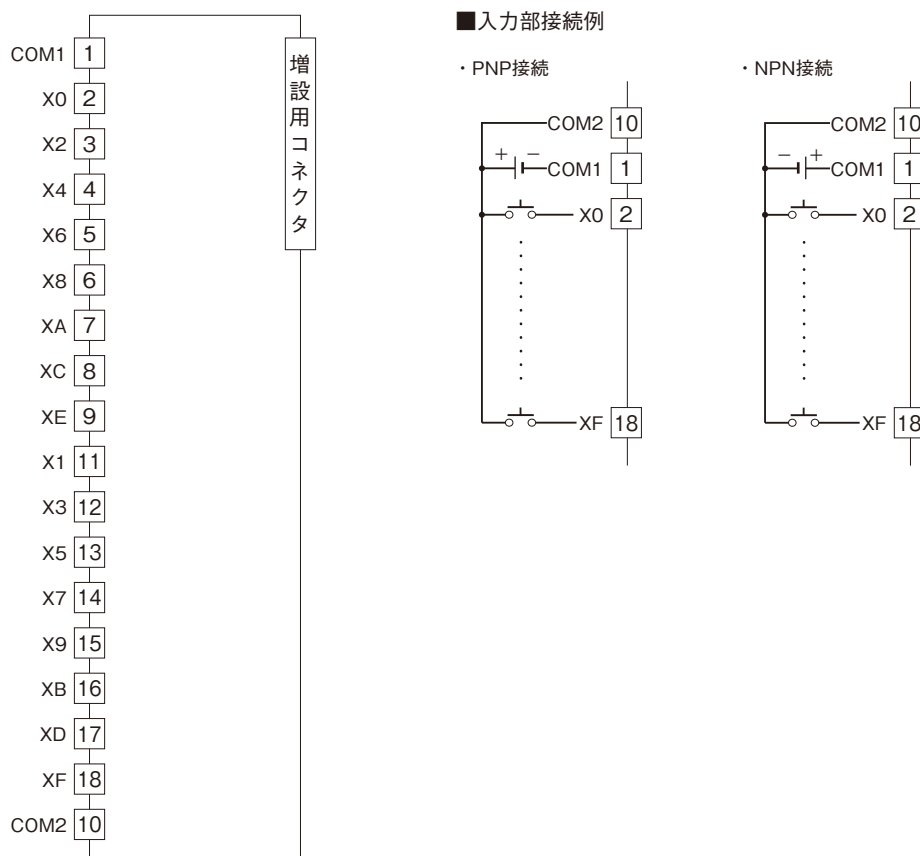 COM1 1
X0 2
X2 3
X4 4
X6 5
X8 6
XA 7
XC 8
XE 9
X1 11
X3 12
X5 13
X7 14
X9 15
XB 16
XD 17
XF 18
COM2 10
増設用コネクタ
■入力部接続例
・PNP接続
COM2 10
+ −
COM1 1
X0 2
XF 18
・NPN接続
COM2 10
− +
COM1 1
X0 2
XF 18